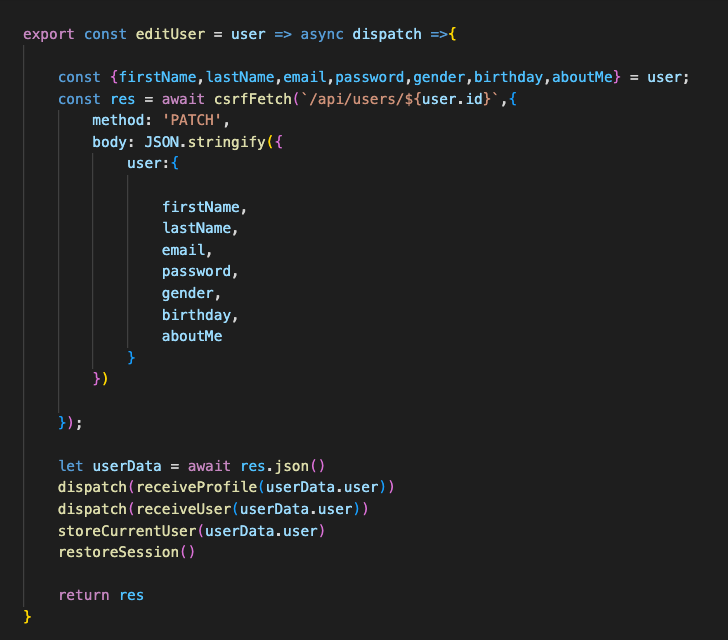 export const editUser = user => async dispatch =>{
const {firstName,lastName,email,password,gender,birthday,aboutMe} = user;
const res = await csrfFetch(`/api/users/${user.id}`,{
method: 'PATCH',
body: JSON.stringify({
user:{
firstName,
lastName,
email,
password,
gender,
birthday,
aboutMe
}
})
});
let userData = await res.json()
dispatch(receiveProfile(userData.user))
dispatch(receiveUser(userData.user))
storeCurrentUser(userData.user)
restoreSession()
return res
}